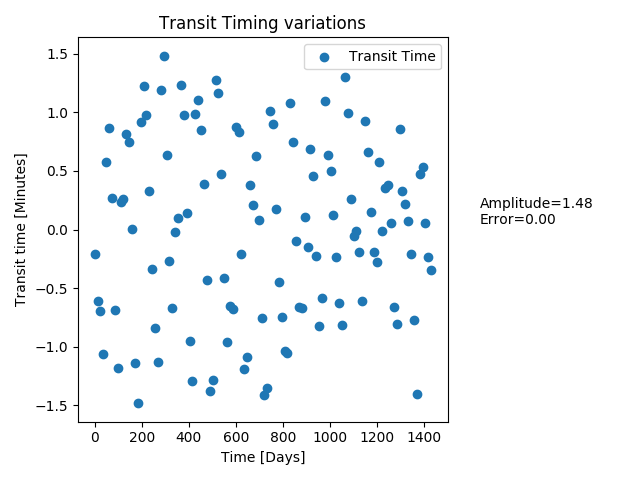 Transit Timing variations
Transit Time
1.5
1.0
0.5
0.0
−0.5
−1.0
−1.5
Transit time [Minutes]
0 200 400 600 800 1000 1200 1400
Time [Days]
Amplitude=1.48
Error=0.00